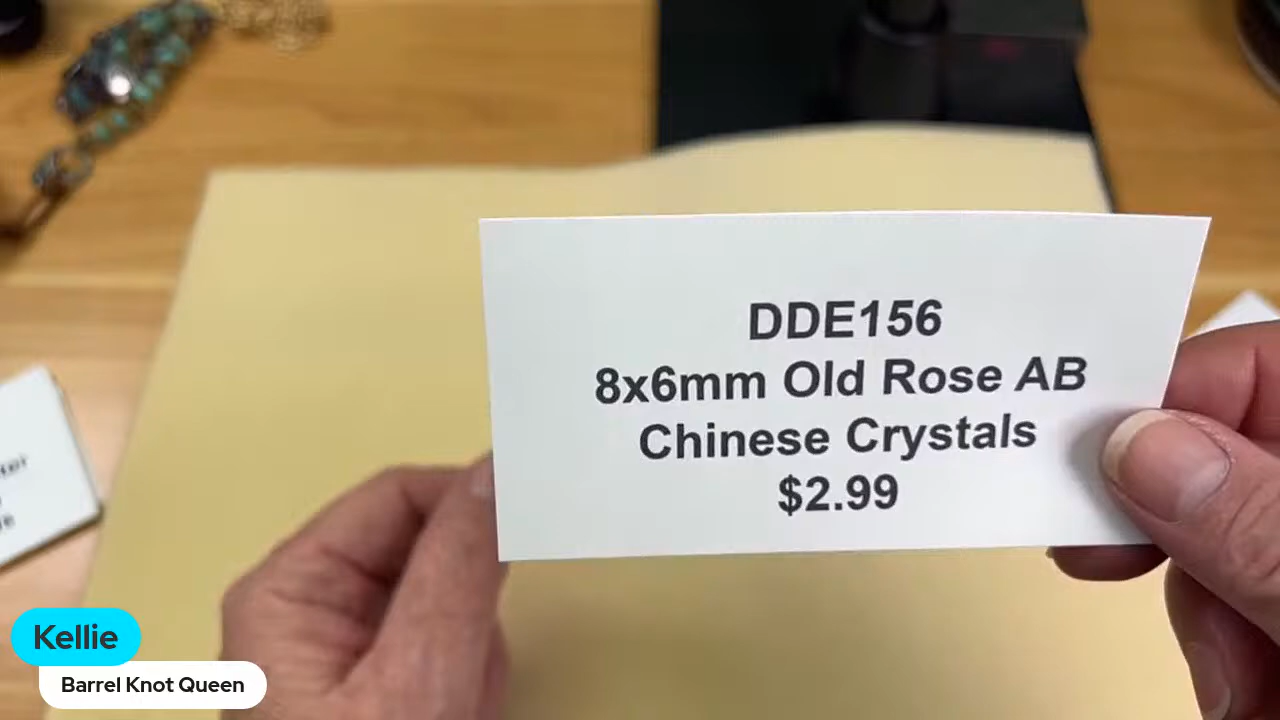 DDE156
8x6mm Old Rose AB
Chinese Crystals
$2.99
Kellie
Barrel Knot Queen